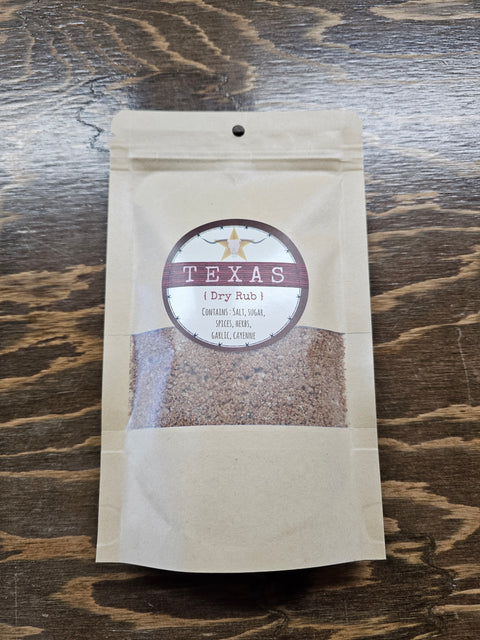 TEXAS
{ Dry Rub }
CONTAINS: SALT, SUGAR,
SPICES, HERBS,
GARLIC, CAYENNE